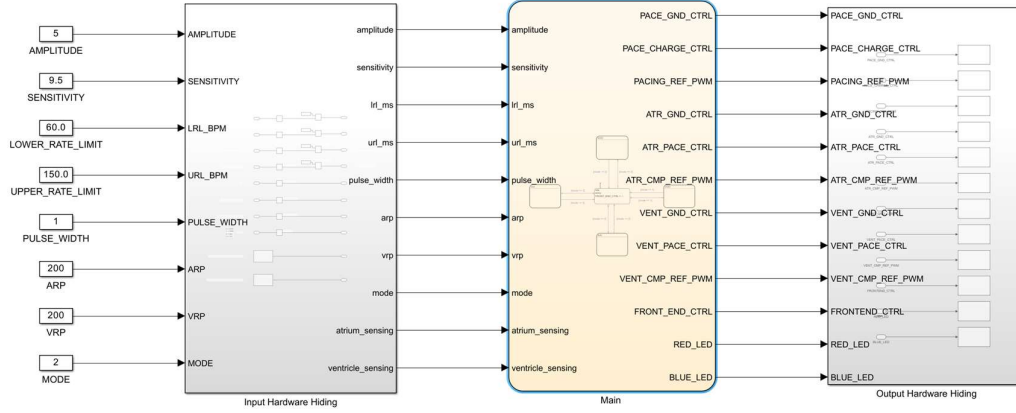 5
AMPLITUDE
9.5
SENSITIVITY
60.0
LOWER_RATE_LIMIT
150.0
UPPER_RATE_LIMIT
1
PULSE_WIDTH
200
ARP
200
VRP
2
MODE
AMPLITUDE
SENSITIVITY
LRL_BPM
URL_BPM
PULSE_WIDTH
ARP
VRP
MODE
amplitude
sensitivity
lrl_ms
url_ms
pulse_width
arp
vrp
mode
atrium_sensing
ventricle_sensing
Input Hardware Hiding
amplitude
sensitivity
lrl_ms
url_ms
pulse_width
arp
vrp
mode
atrium_sensing
ventricle_sensing
PACE_GND_CTRL
PACE_CHARGE_CTRL
PACING_REF_PWM
ATR_GND_CTRL
ATR_PACE_CTRL
ATR_CMP_REF_PWM
VENT_GND_CTRL
VENT_PACE_CTRL
VENT_CMP_REF_PWM
FRONT_END_CTRL
RED_LED
BLUE_LED
Main
PACE_GND_CTRL
PACE_CHARGE_CTRL
PACING_REF_PWM
ATR_GND_CTRL
ATR_PACE_CTRL
ATR_CMP_REF_PWM
VENT_GND_CTRL
VENT_PACE_CTRL
VENT_CMP_REF_PWM
FRONTEND_CTRL
RED_LED
BLUE_LED
Output Hardware Hiding